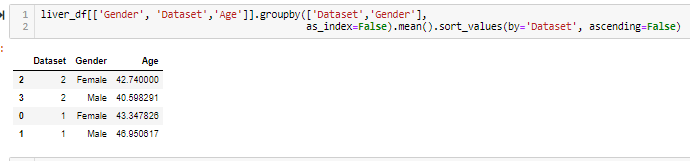 1 liver_df[['Gender', 'Dataset','Age']].groupby(['Dataset','Gender'],
2 as_index=False).mean().sort_values(by='Dataset', ascending=False)
Dataset Gender Age
2 2 Female 42.740000
3 2 Male 40.598291
0 1 Female 43.347826
1 1 Male 46.950617